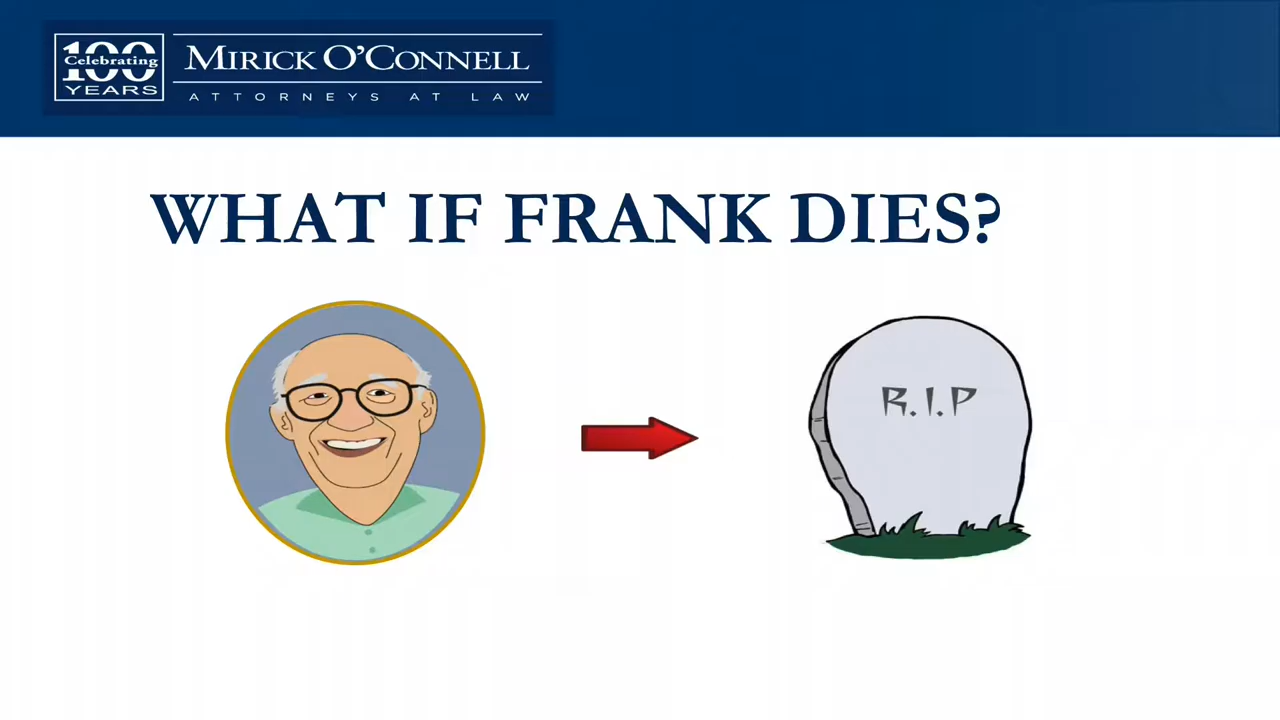 100
Celebrating
YEARS
MIRICK O'CONNELL
ATTORNEYS AT LAW
WHAT IF FRANK DIES?
R.I.P